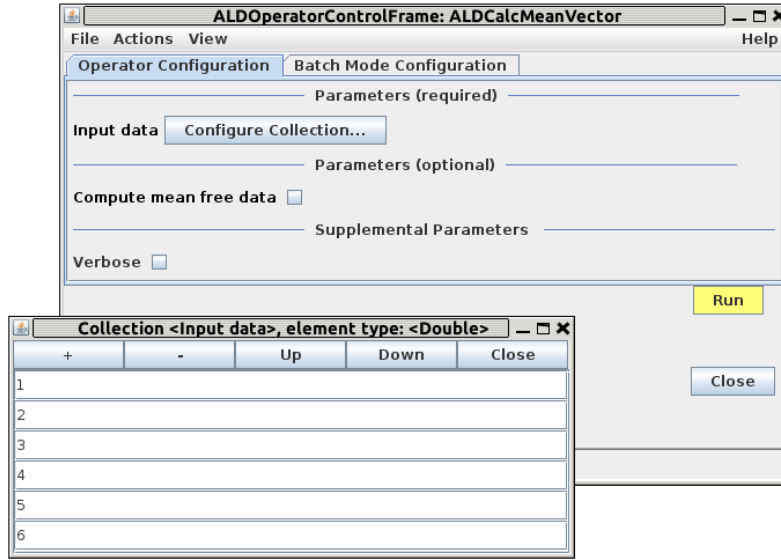 ALDOperatorControlFrame: ALDCalcMeanVector
File Actions View Help
Operator Configuration Batch Mode Configuration
Parameters (required)
Input data Configure Collection...
Parameters (optional)
Compute mean free data
Supplemental Parameters
Verbose
Run
Collection <Input data>, element type: <Double>
+ - Up Down Close
1
Close
2
3
4
5
6